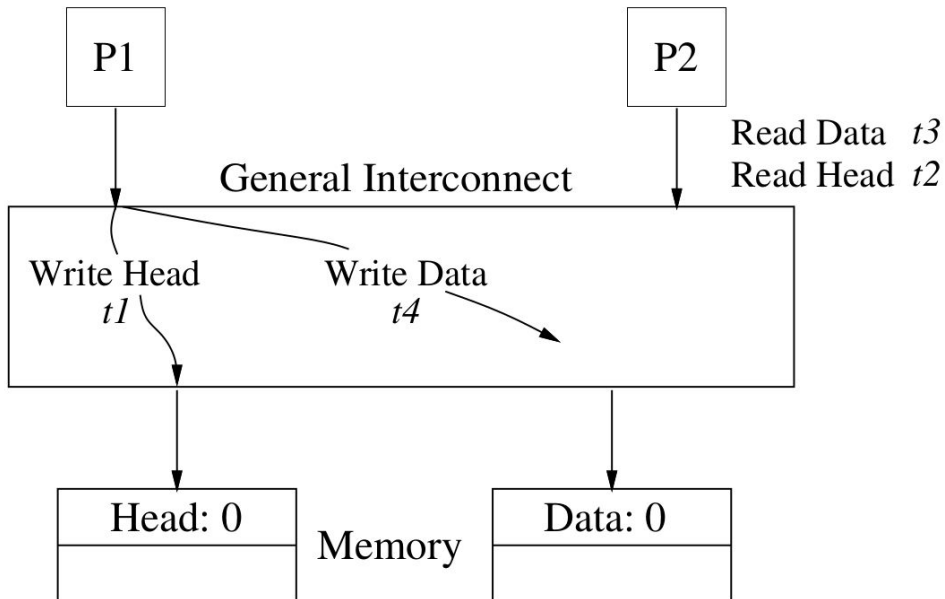 P1
P2
Read Data t3
Read Head t2
General Interconnect
Write Head
t1
Write Data
t4
Head: 0
Memory
Data: 0